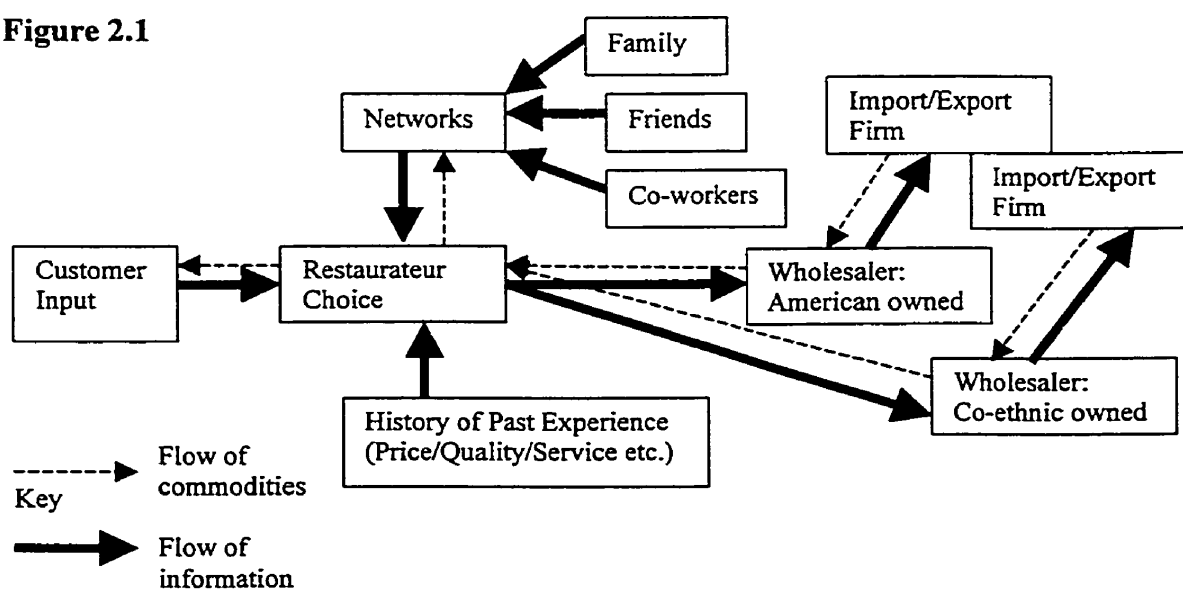 Figure 2.1
Family
Networks
Friends
Co-workers
Import/Export
Firm
Import/Export
Firm
Customer
Input
Restaurateur
Choice
Wholesaler:
American owned
Wholesaler:
Co-ethnic owned
History of Past Experience
(Price/Quality/Service etc.)
Key
Flow of
commodities
Flow of
information